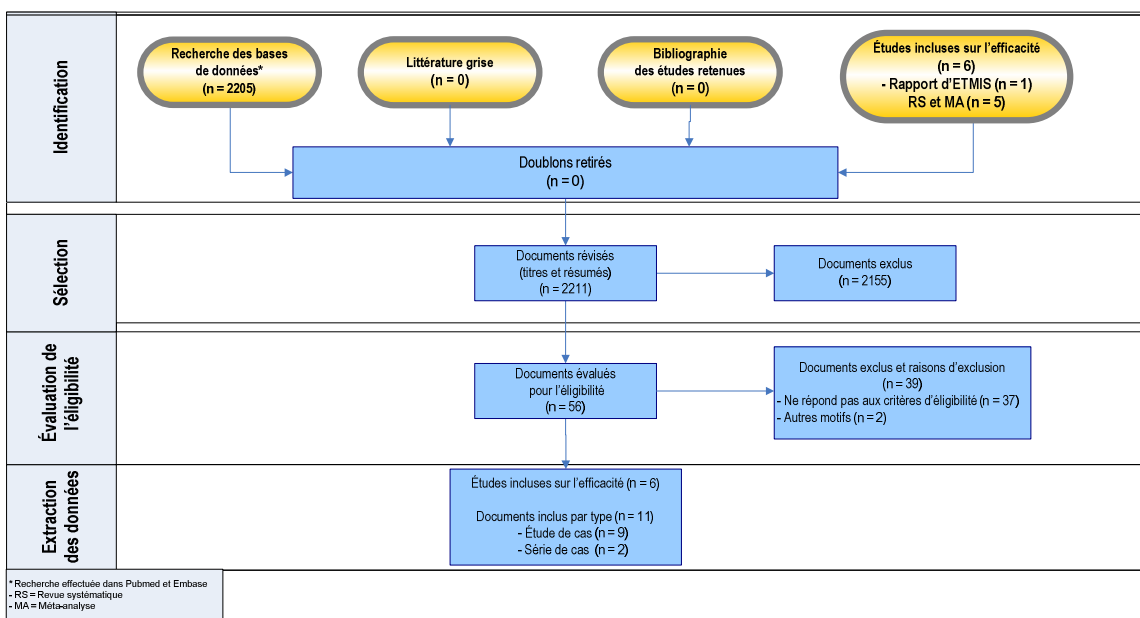 Identification
Recherche des bases
de données*
(n = 2205)
Littérature grise
(n = 0)
Bibliographie
des études retenues
(n = 0)
Études incluses sur l'efficacité
(n = 6)
- Rapport d'ETMIS (n = 1)
RS et MA (n = 5)
Doublons retirés
(n = 0)
Sélection
Documents révisés
(titres et résumés)
(n = 2211)
Documents exclus
(n = 2155)
Évaluation de
l'éligibilité
Documents évalués
pour l'éligibilité
(n = 56)
Documents exclus et raisons d'exclusion
(n = 39)
- Ne répond pas aux critères d'éligibilité (n = 37)
- Autres motifs (n = 2)
Extraction
des données
Études incluses sur l'efficacité (n = 6)
Documents inclus par type (n = 11)
- Étude de cas (n = 9)
- Série de cas (n = 2)
* Recherche effectuée dans Pubmed et Embase
- RS = Revue systématique
- MA = Méta-analyse